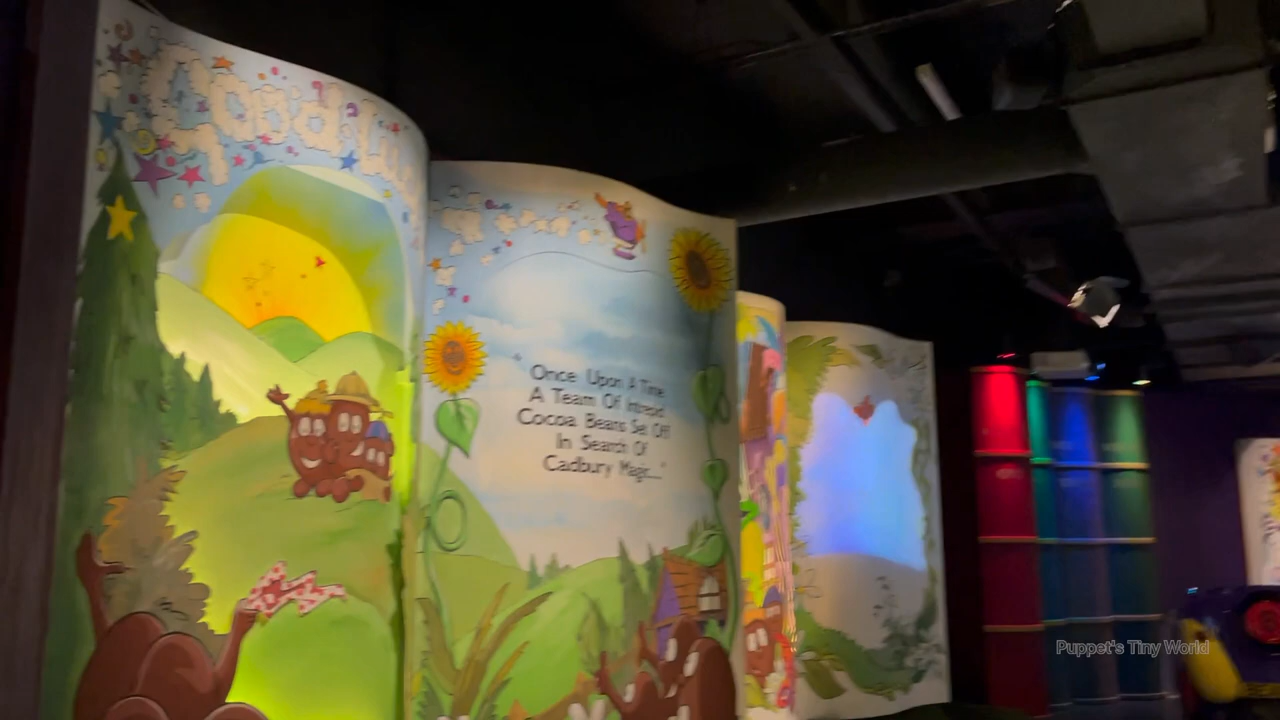 "Once Upon A Time
A Team Of Intrepid
Cocoa Beans Set Off
In Search Of
Cadbury Magic..."
Puppet's Tiny World